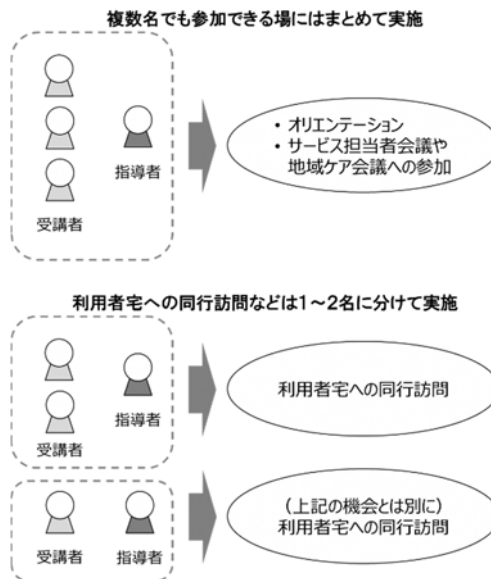 複数名でも参加できる場にはまとめて実施
受講者
指導者
・ オリエンテーション
・ サービス担当者会議や
地域ケア会議への参加
利用者宅への同行訪問などは１～２名に分けて実施
受講者
指導者
利用者宅への同行訪問
受講者
指導者
（上記の機会とは別に）
利用者宅への同行訪問